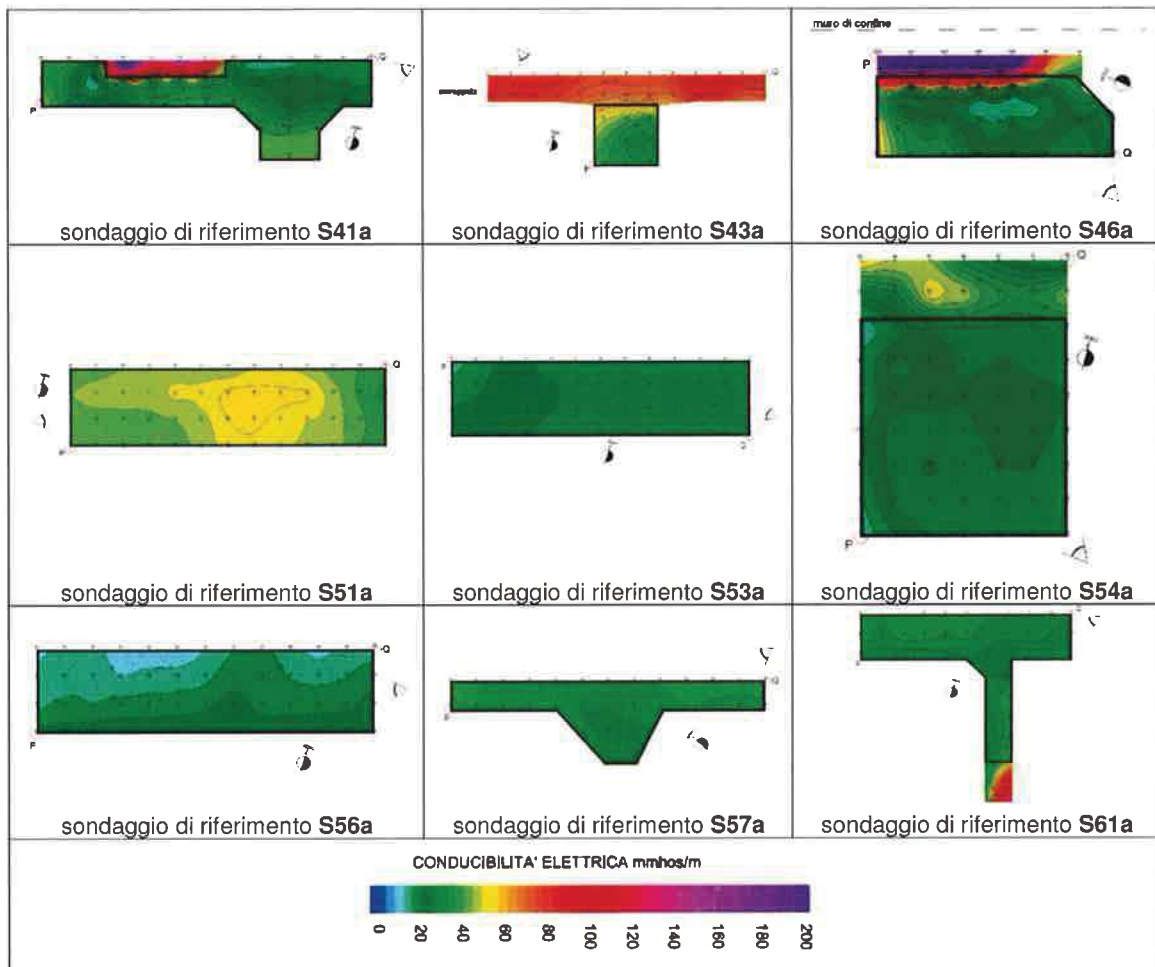 muro di confine
P
Q
P
Q
P
Q
P
Q
sondaggio di riferimento S41a
sondaggio di riferimento S43a
sondaggio di riferimento S46a
Q
P
Q
P
sondaggio di riferimento S51a
sondaggio di riferimento S53a
sondaggio di riferimento S54a
Q
P
Q
P
sondaggio di riferimento S56a
sondaggio di riferimento S57a
sondaggio di riferimento S61a
CONDUCIBILITA' ELETTRICA mmhos/m
0 20 40 60 80 100 120 140 160 180 200